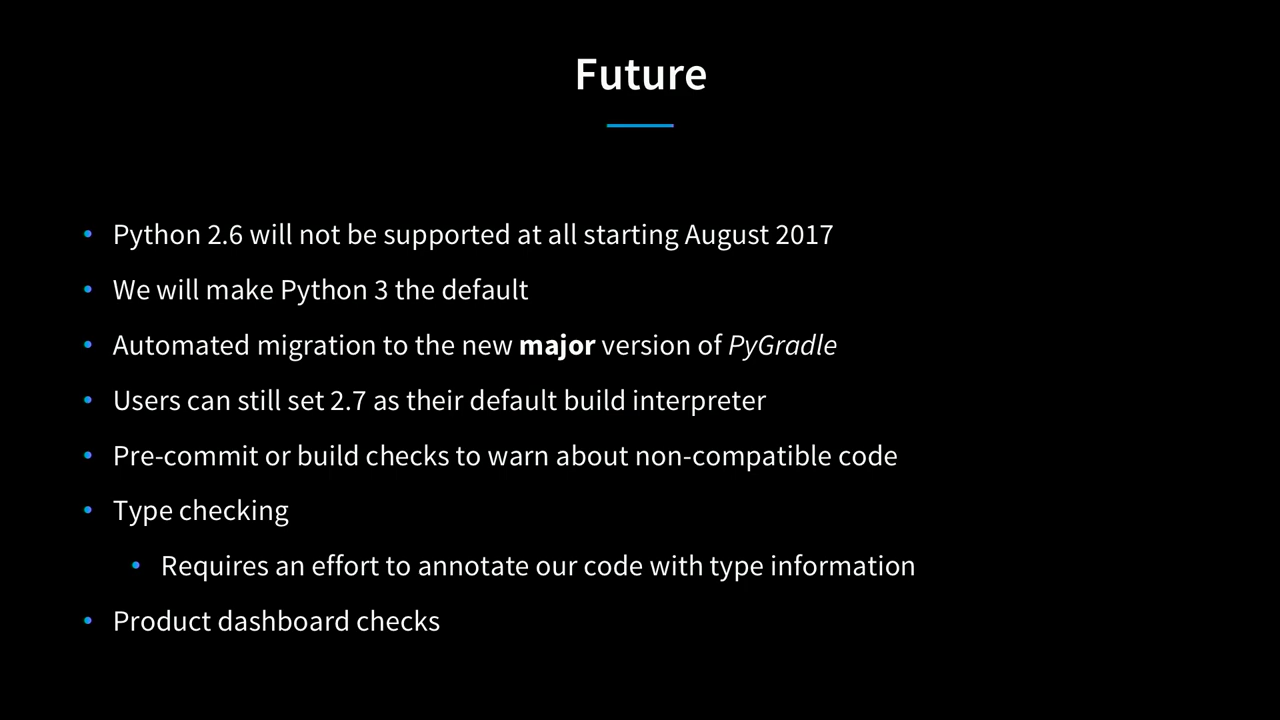 Future
• Python 2.6 will not be supported at all starting August 2017
• We will make Python 3 the default
• Automated migration to the new major version of PyGradle
• Users can still set 2.7 as their default build interpreter
• Pre-commit or build checks to warn about non-compatible code
• Type checking
• Requires an effort to annotate our code with type information
• Product dashboard checks